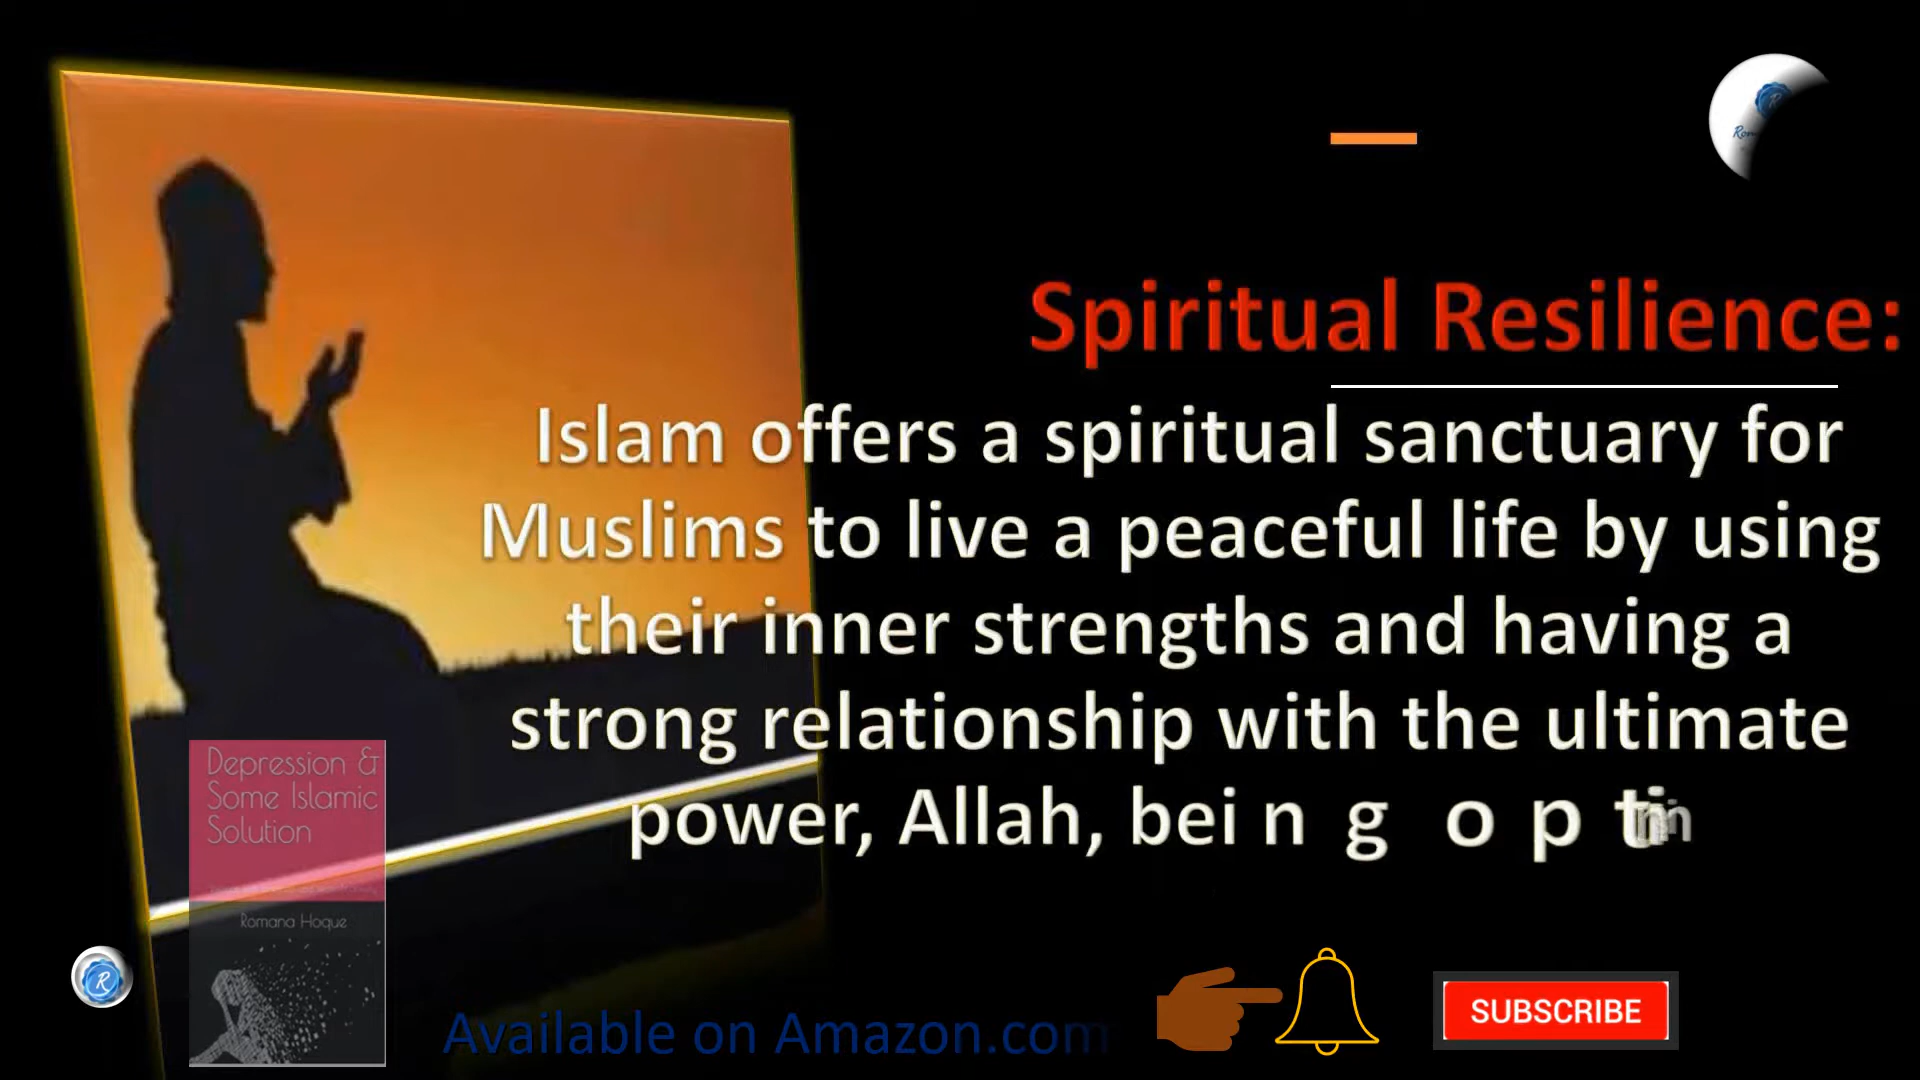 Spiritual Resilience:
Islam offers a spiritual sanctuary for
Muslims to live a peaceful life by using
their inner strengths and having a
strong relationship with the ultimate
power, Allah, being
Depression &
Some Islamic
Solution
Romana Hoque
R
Available on Amazon.com
SUBSCRIBE